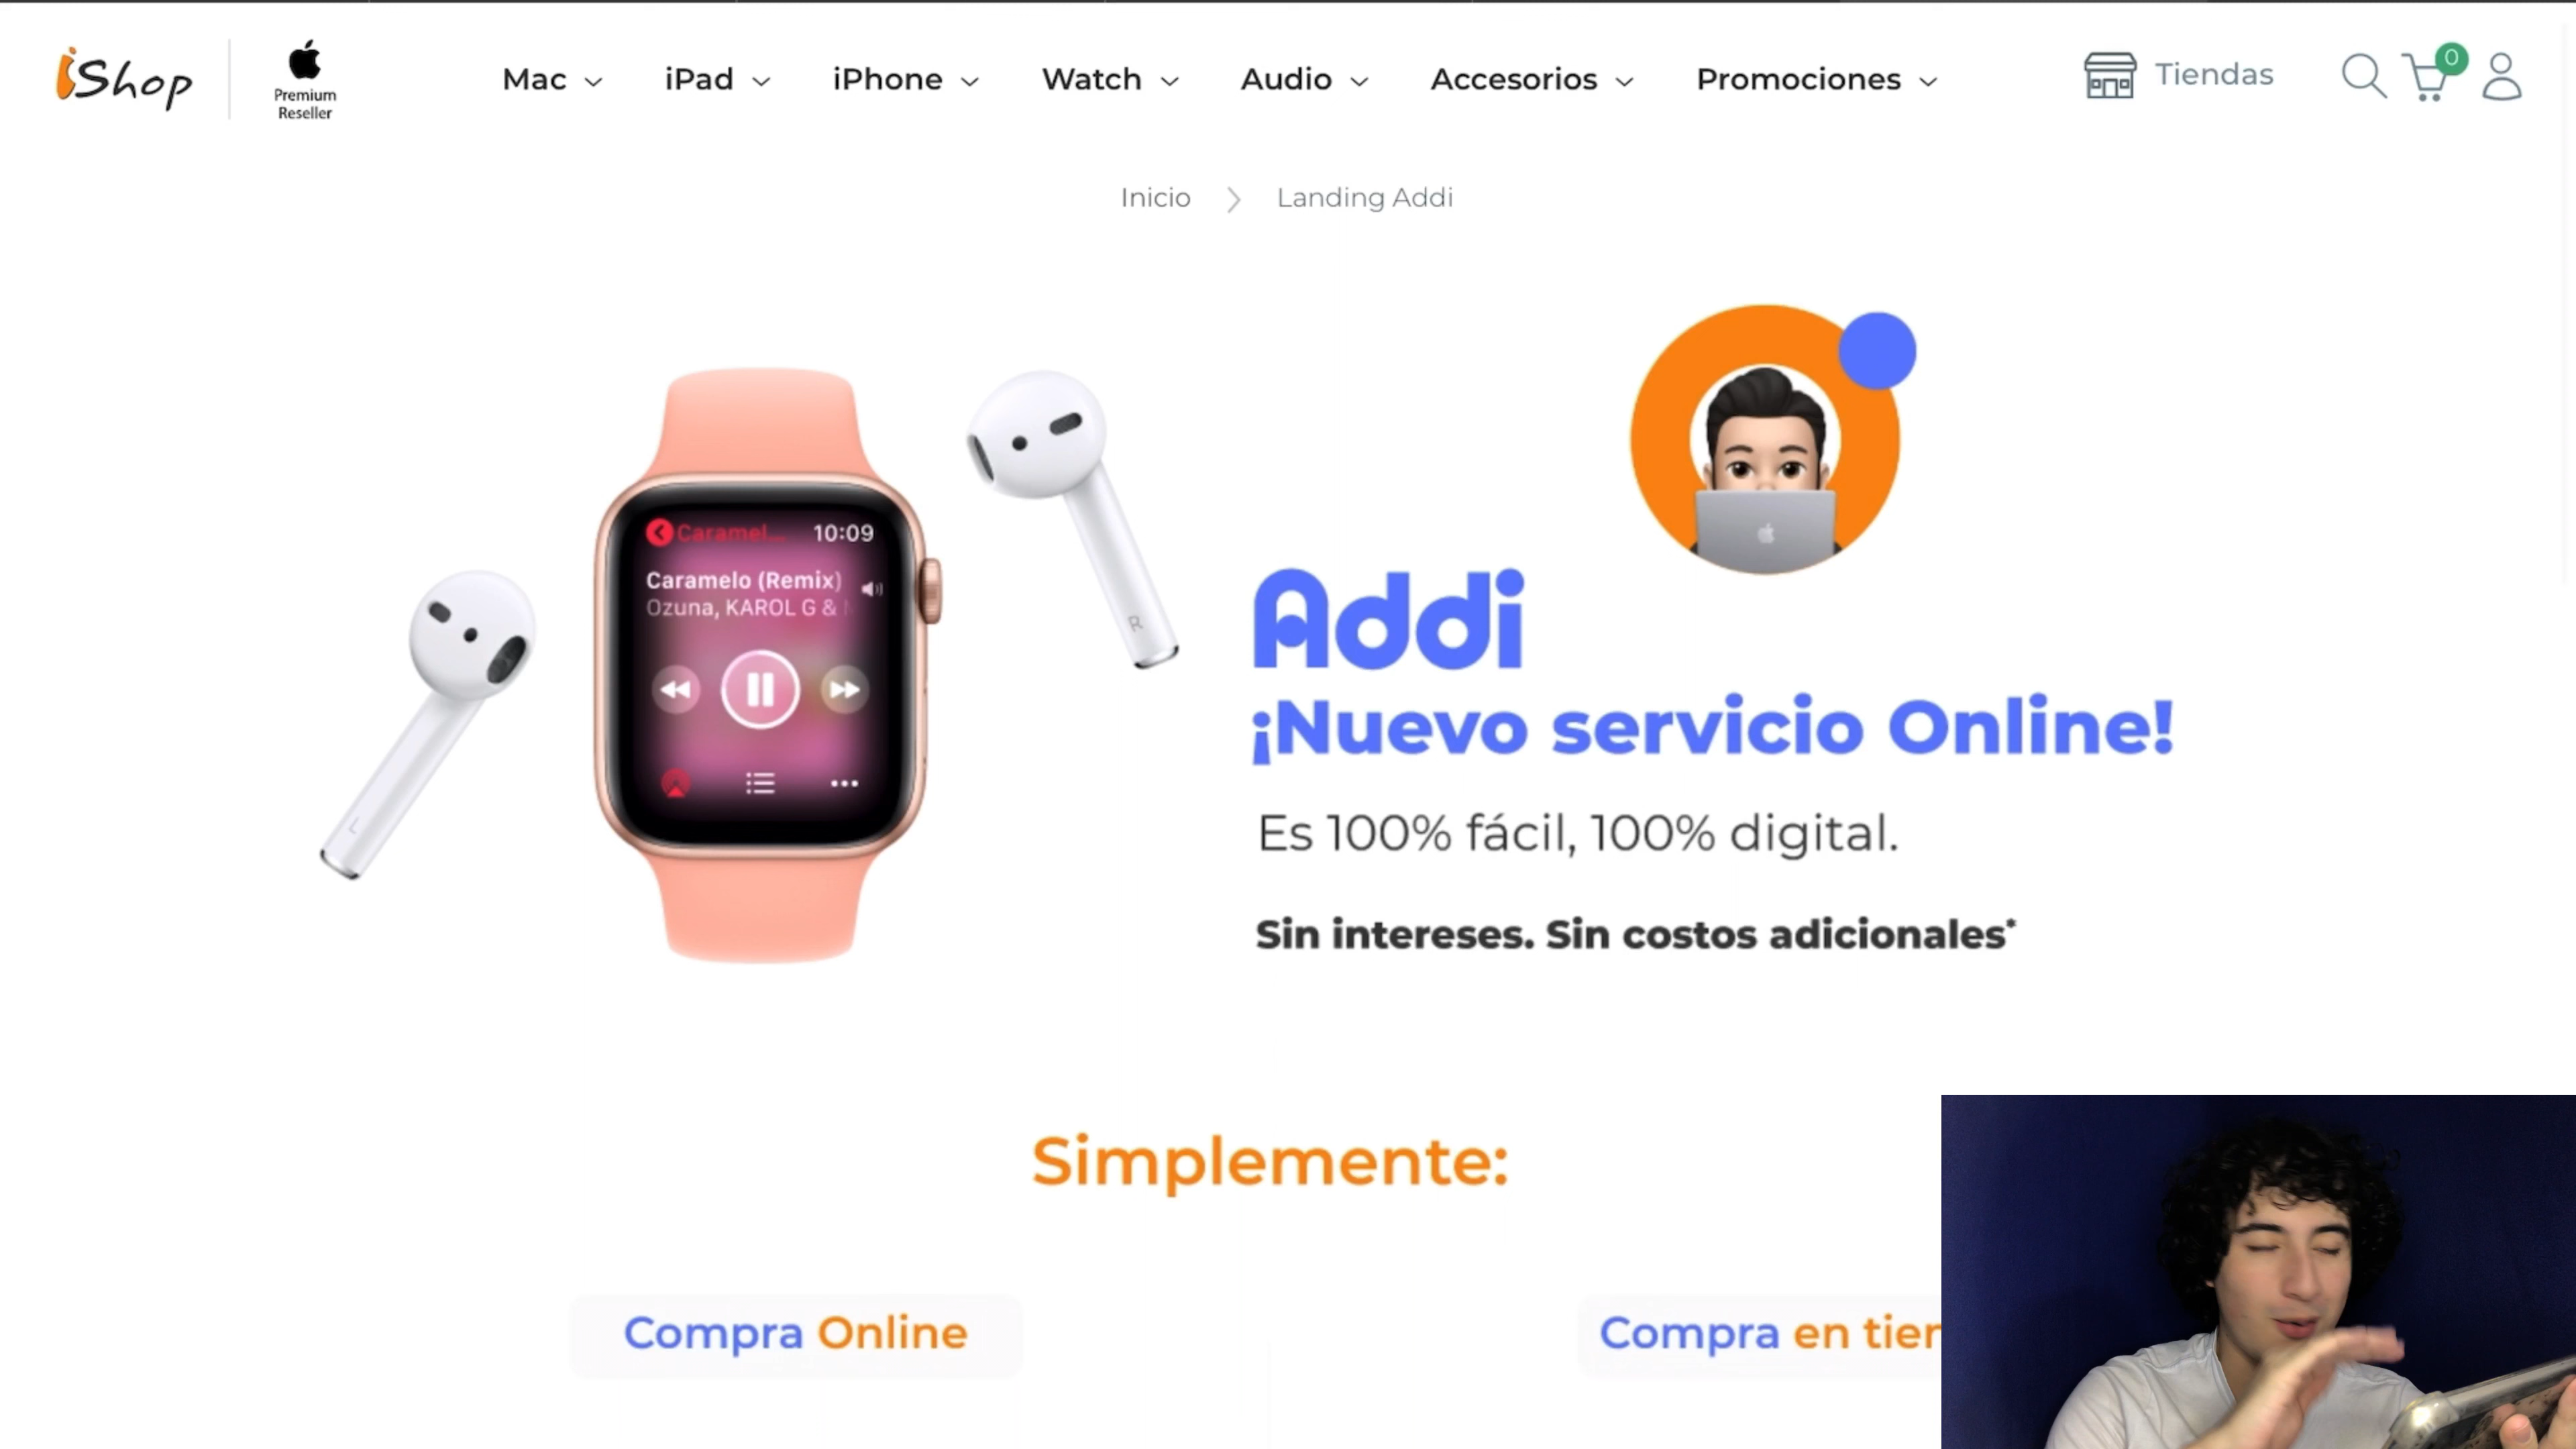 iShop
Premium
Reseller
Mac
iPad
iPhone
Watch
Audio
Accesorios
Promociones
Tiendas
0
Inicio
Landing Addi
Caramel...
10:09
Caramelo (Remix)
Ozuna, KAROL G &
R
L
Addi
¡Nuevo servicio Online!
Es 100% fácil, 100% digital.
Sin intereses. Sin costos adicionales*
Simplemente:
Compra Online
Compra en tien